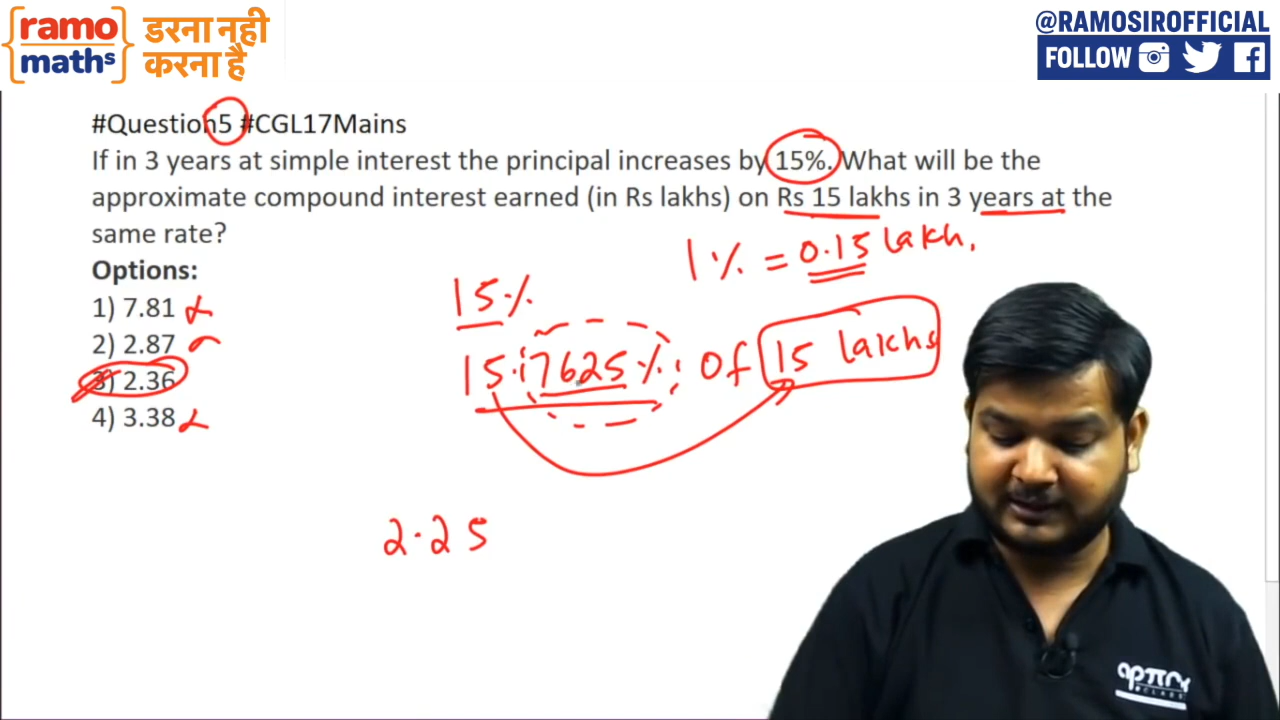 ramo
maths
डरना नही
करना है
@RAMOSIROFFICIAL
FOLLOW
#Question5 #CGL17Mains
If in 3 years at simple interest the principal increases by 15%. What will be the
approximate compound interest earned (in Rs lakhs) on Rs 15 lakhs in 3 years at the
same rate?
Options:
1) 7.81
2) 2.87
3) 2.36
4) 3.38
1% = 0.15 lakh.
15%
15.7625% of 15 lakhs
2.25